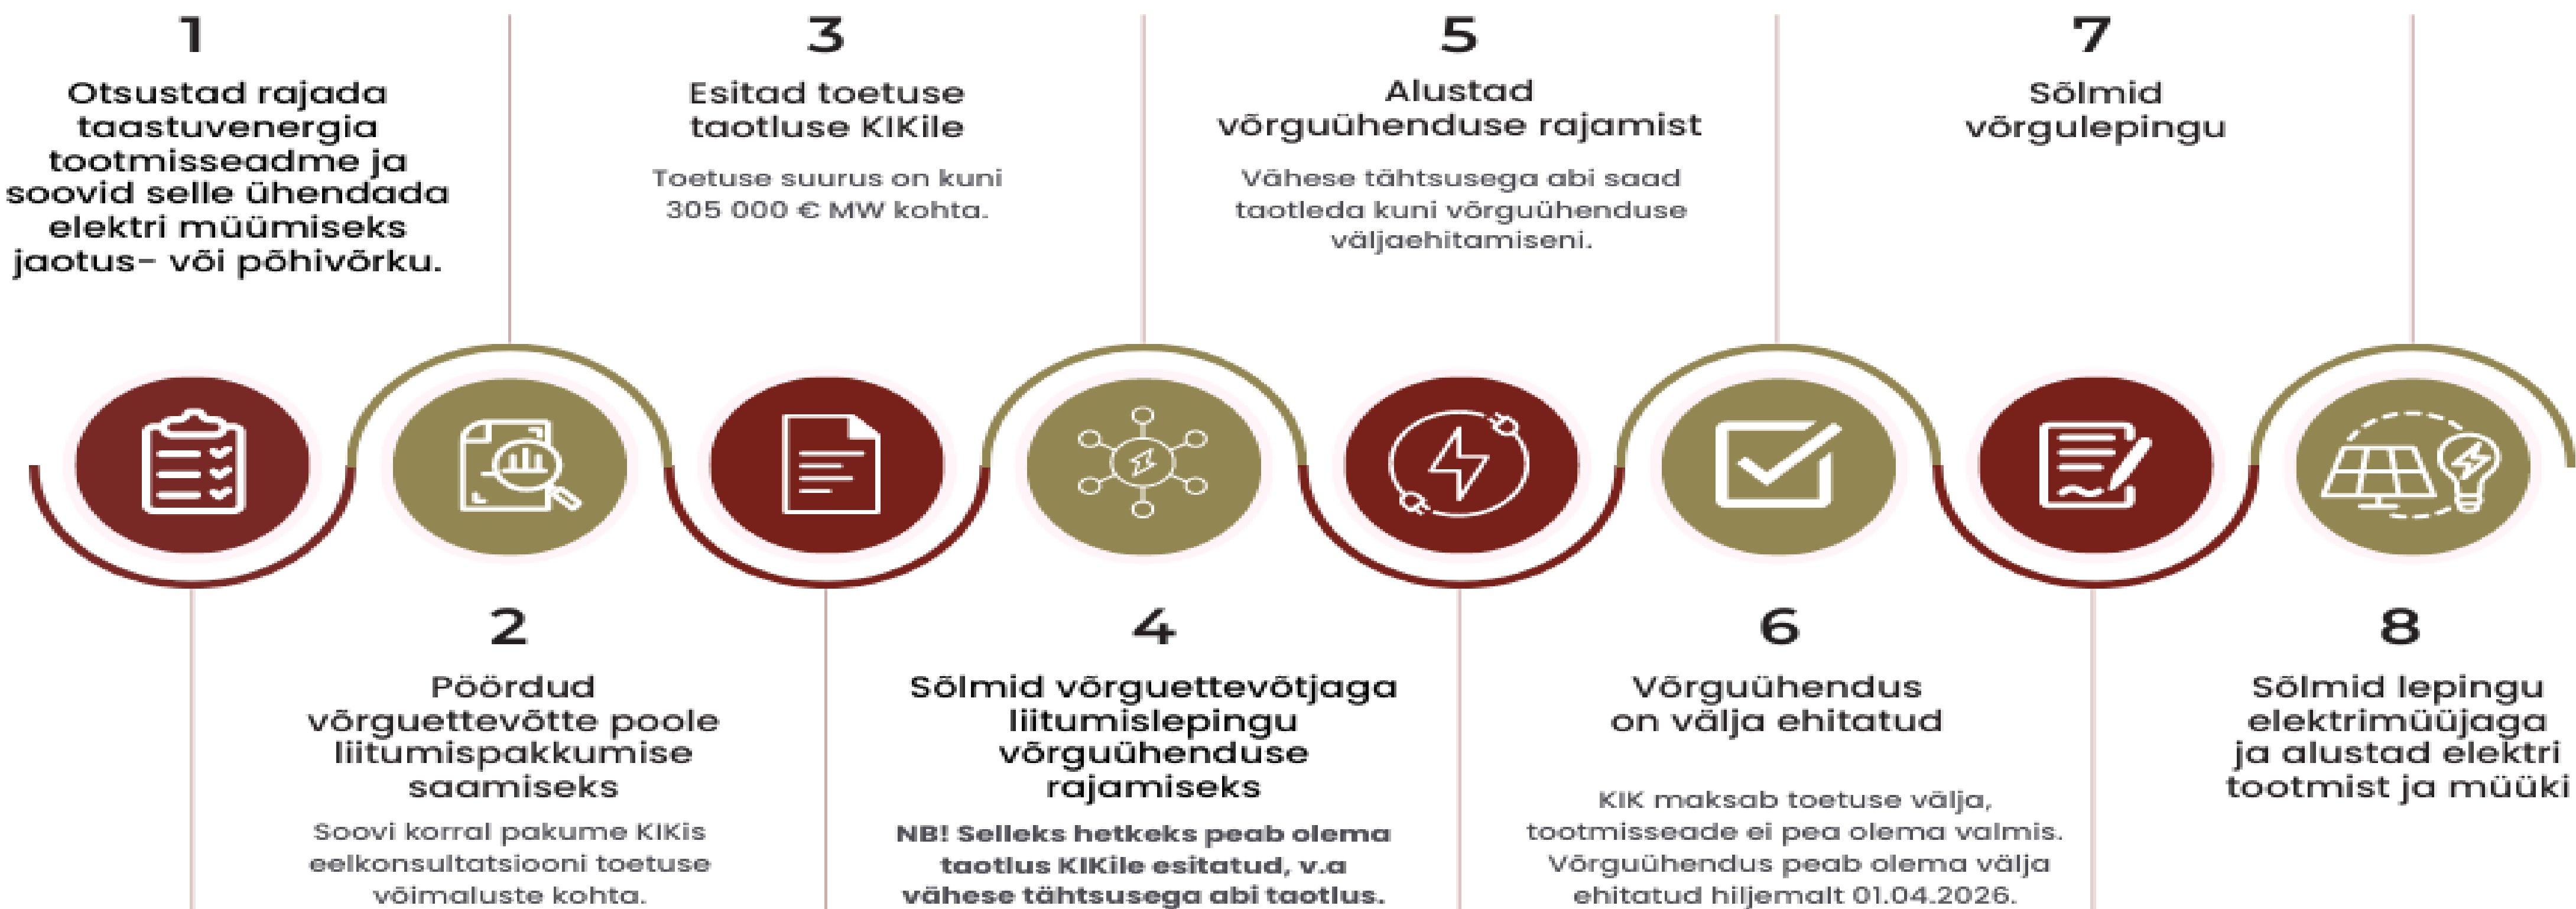 1
Otsustad rajada
taastuvenergia
tootmisseadme ja
soovid selle ühendada
elektri müümiseks
jaotus- või põhivõrku.
2
Pöördud
võrguettevõtte poole
liitumispakkumise
saamiseks
Soovi korral pakume KIKis
eelkonsultatsiooni toetuse
võimaluste kohta.
3
Esitad toetuse
taotluse KIKile
Toetuse suurus on kuni
305 000 € MW kohta.
4
Sõlmid võrguettevõtjaga
liitumislepingu
võrguühenduse
rajamiseks
NB! Selleks hetkeks peab olema
taotlus KIKile esitatud, v.a
vähese tähtsusega abi taotlus.
5
Alustad
võrguühenduse rajamist
Vähese tähtsusega abi saad
taotleda kuni võrguühenduse
väljaehitamiseni.
6
Võrguühendus
on välja ehitatud
KIK maksab toetuse välja,
tootmisseade ei pea olema valmis.
Võrguühendus peab olema välja
ehitatud hiljemalt 01.04.2026.
7
Sõlmid
võrgulepingu
8
Sõlmid lepingu
elektrimüüjaga
ja alustad elektri
tootmist ja müüki